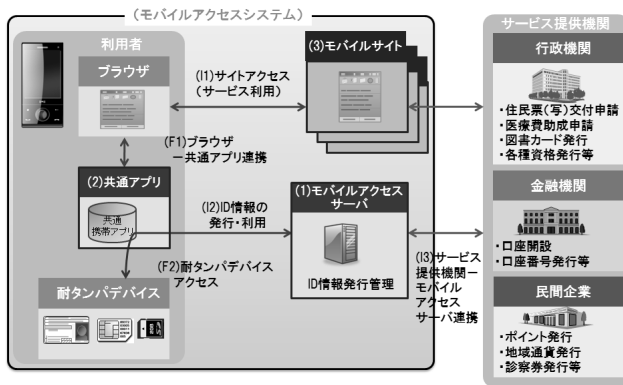 (モバイルアクセスシステム)
利用者
ブラウザ
(I1)サイトアクセス
(サービス利用)
(3)モバイルサイト
(F1)ブラウザ
−共通アプリ連携
(2)共通アプリ
共通
携帯アプリ
(I2)ID情報の
発行・利用
(1)モバイルアクセス
サーバ
ID情報発行管理
(F2)耐タンパデバイス
アクセス
耐タンパデバイス
(I3)サービス
提供機関−
モバイル
アクセス
サーバ連携
サービス提供機関
行政機関
・住民票(写)交付申請
・医療費助成申請
・図書カード発行
・各種資格発行等
金融機関
・口座開設
・口座番号発行等
民間企業
・ポイント発行
・地域通貨発行
・診察券発行等